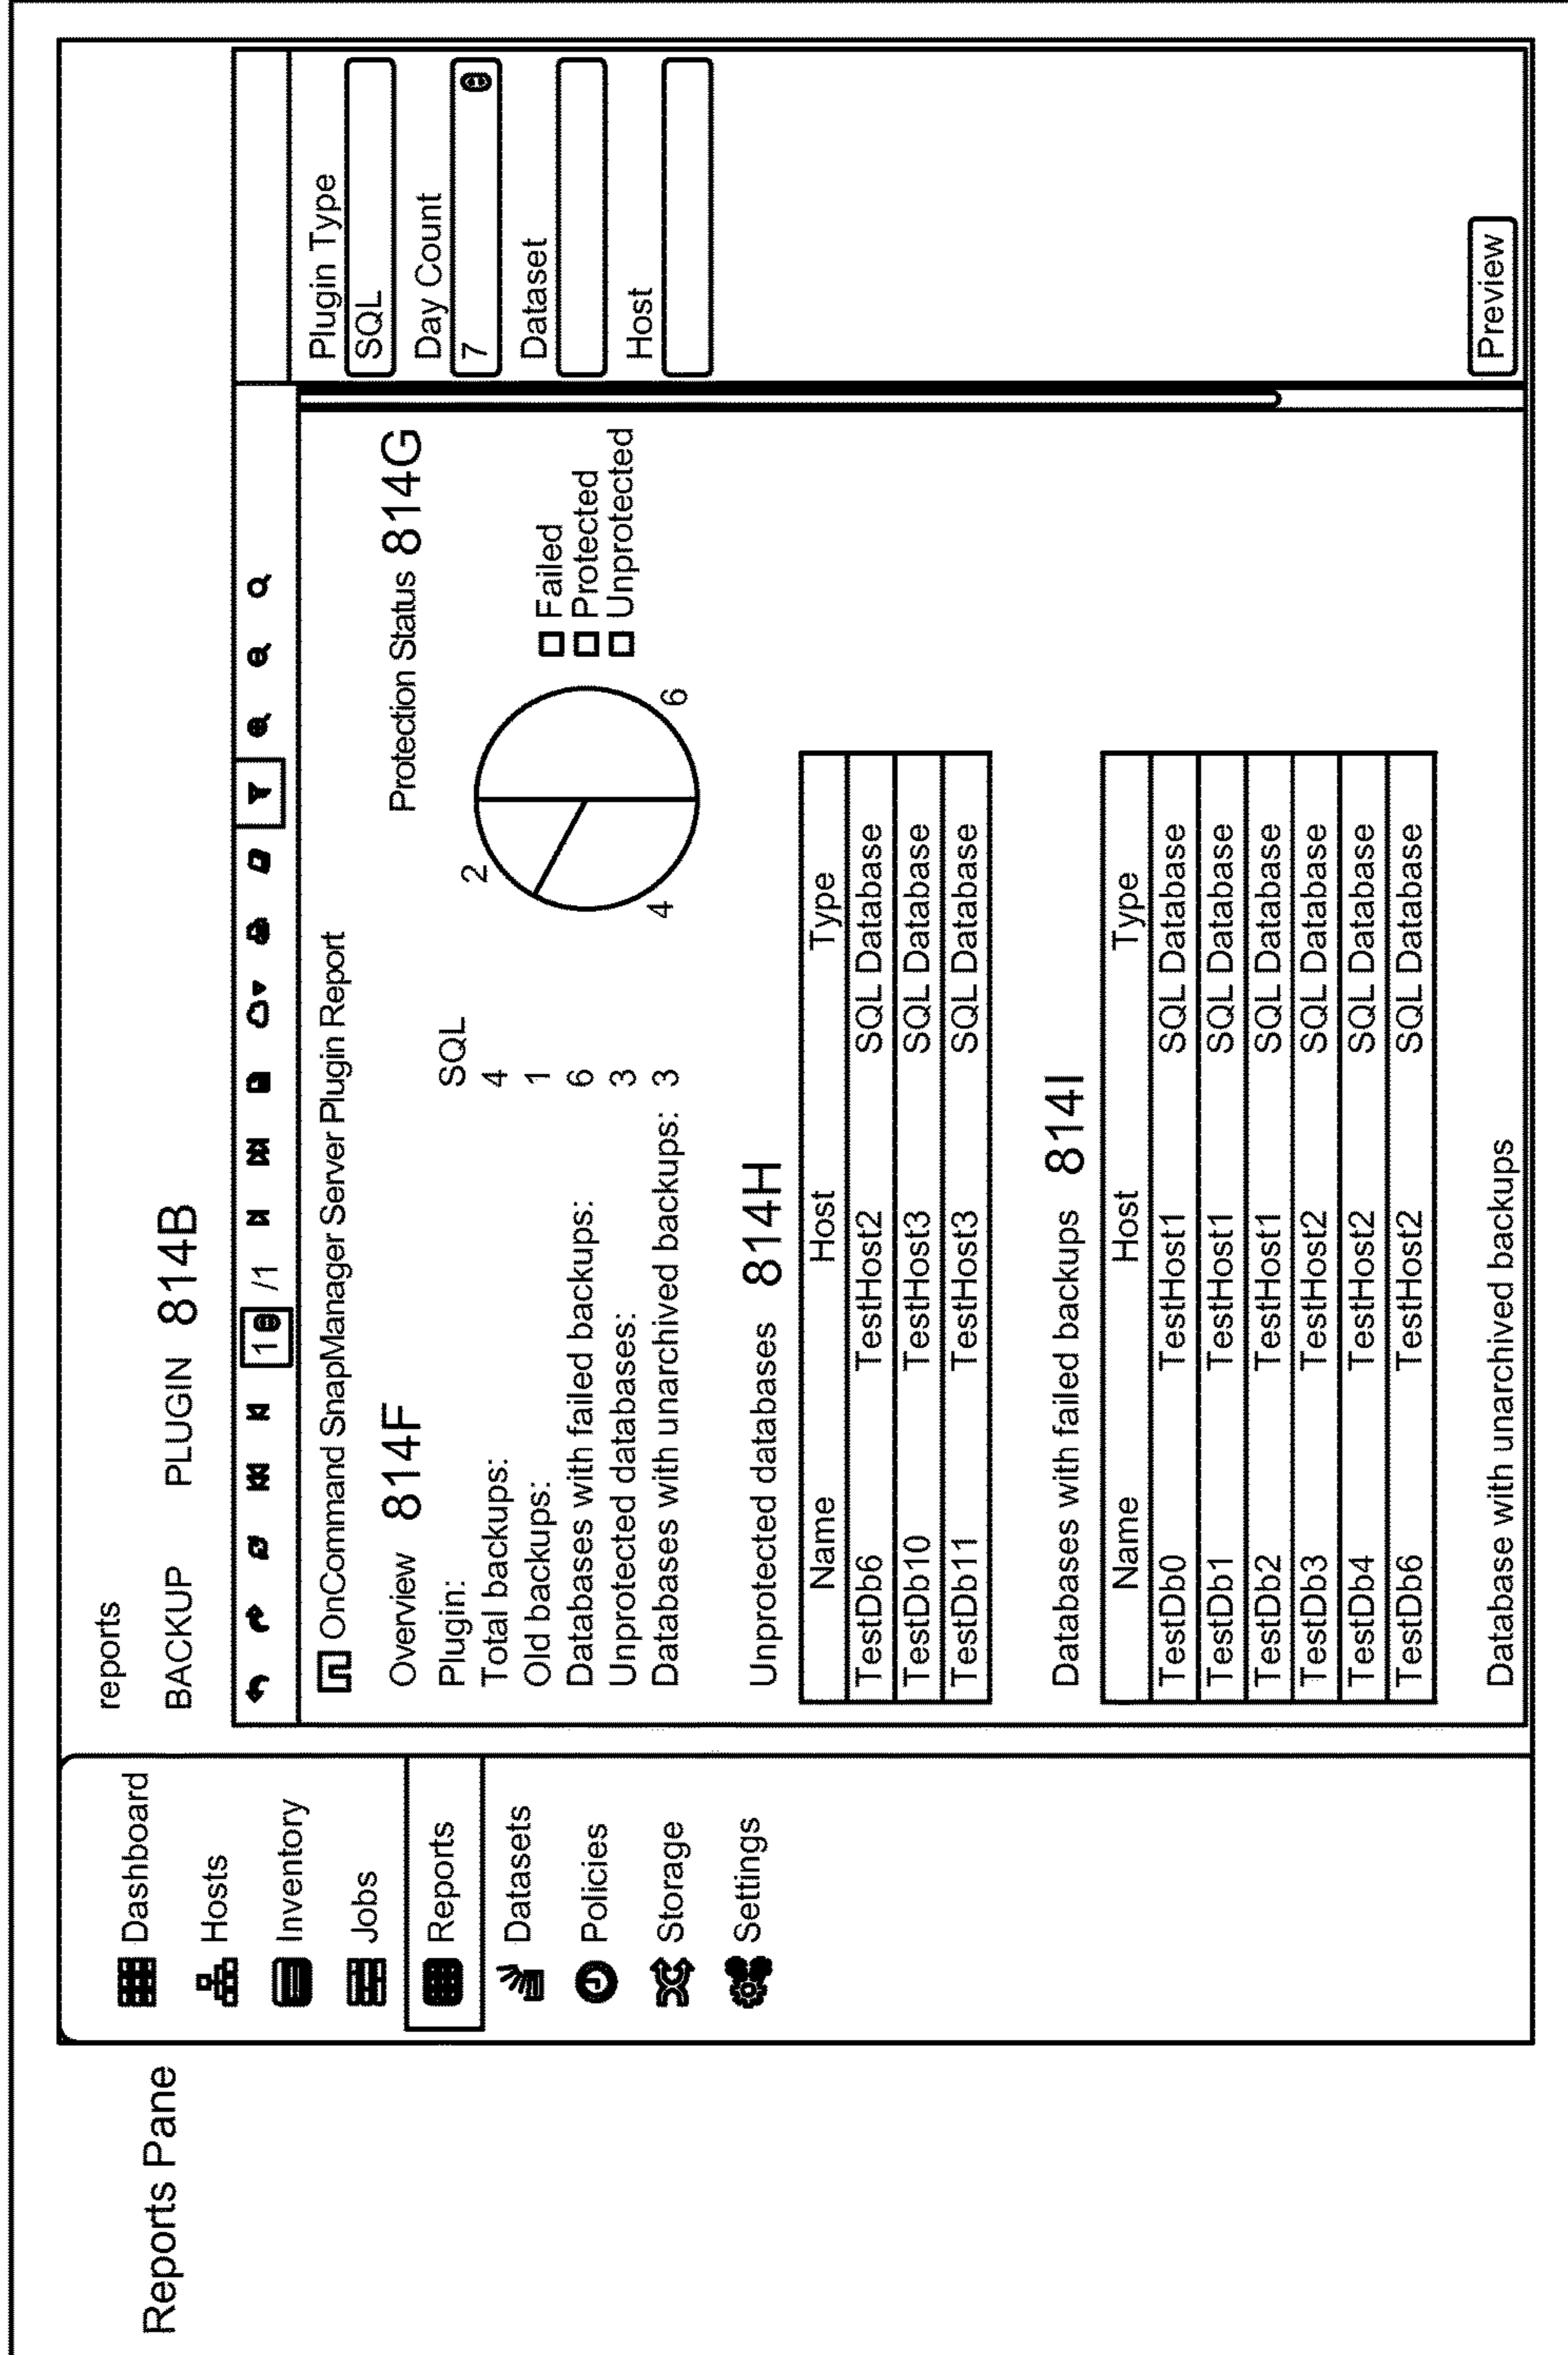 Reports Pane
Dashboard
Hosts
Inventory
Jobs
Reports
Datasets
Policies
Storage
Settings
reports
BACKUP PLUGIN 814B
1 /1
OnCommand SnapManager Server Plugin Report
Overview 814F
Plugin: SQL
Total backups: 4
Old backups: 1
Databases with failed backups: 6
Unprotected databases: 3
Databases with unarchived backups: 3
Protection Status 814G
2
4
6
Failed
Protected
Unprotected
Unprotected databases 814H
Name Host Type
TestDb6 TestHost2 SQL Database
TestDb10 TestHost3 SQL Database
TestDb11 TestHost3 SQL Database
Databases with failed backups 814I
Name Host Type
TestDb0 TestHost1 SQL Database
TestDb1 TestHost1 SQL Database
TestDb2 TestHost1 SQL Database
TestDb3 TestHost2 SQL Database
TestDb4 TestHost2 SQL Database
TestDb6 TestHost2 SQL Database
Database with unarchived backups
Plugin Type
SQL
Day Count
7
Dataset
Host
Preview